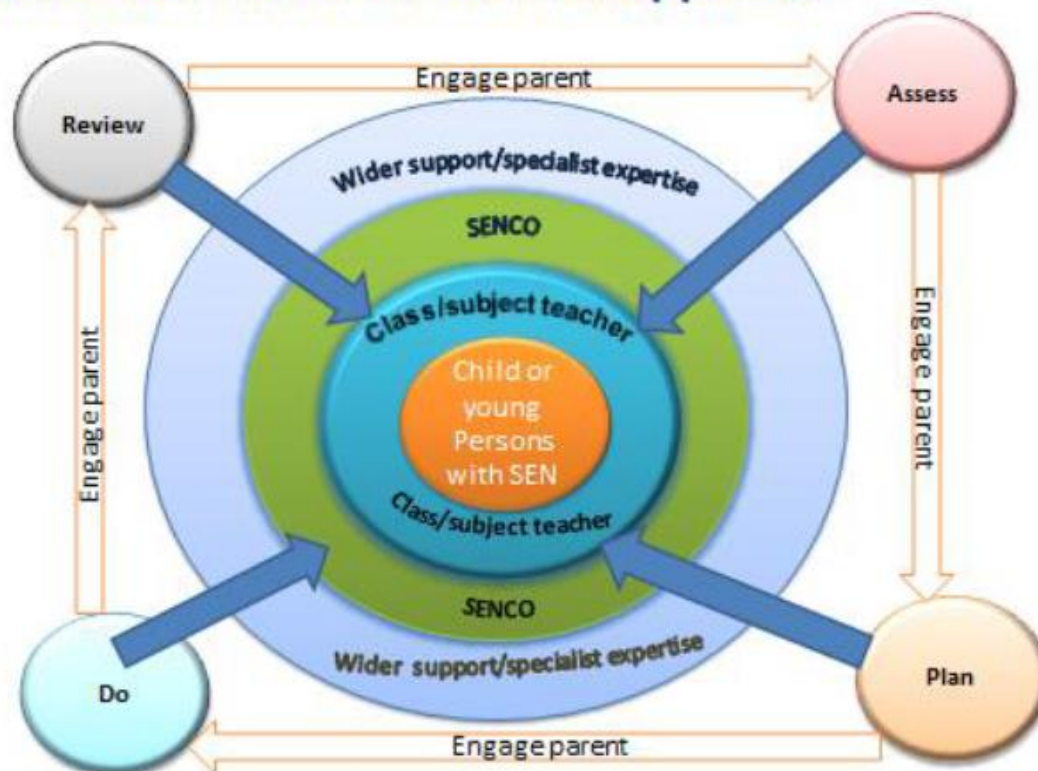 Engage parent
Review
Assess
Wider support/specialist expertise
SENCO
Class/subject teacher
Child or
young
Persons
with SEN
Class/subject teacher
SENCO
Wider support/specialist expertise
Engage parent
Engage parent
Do
Plan
Engage parent